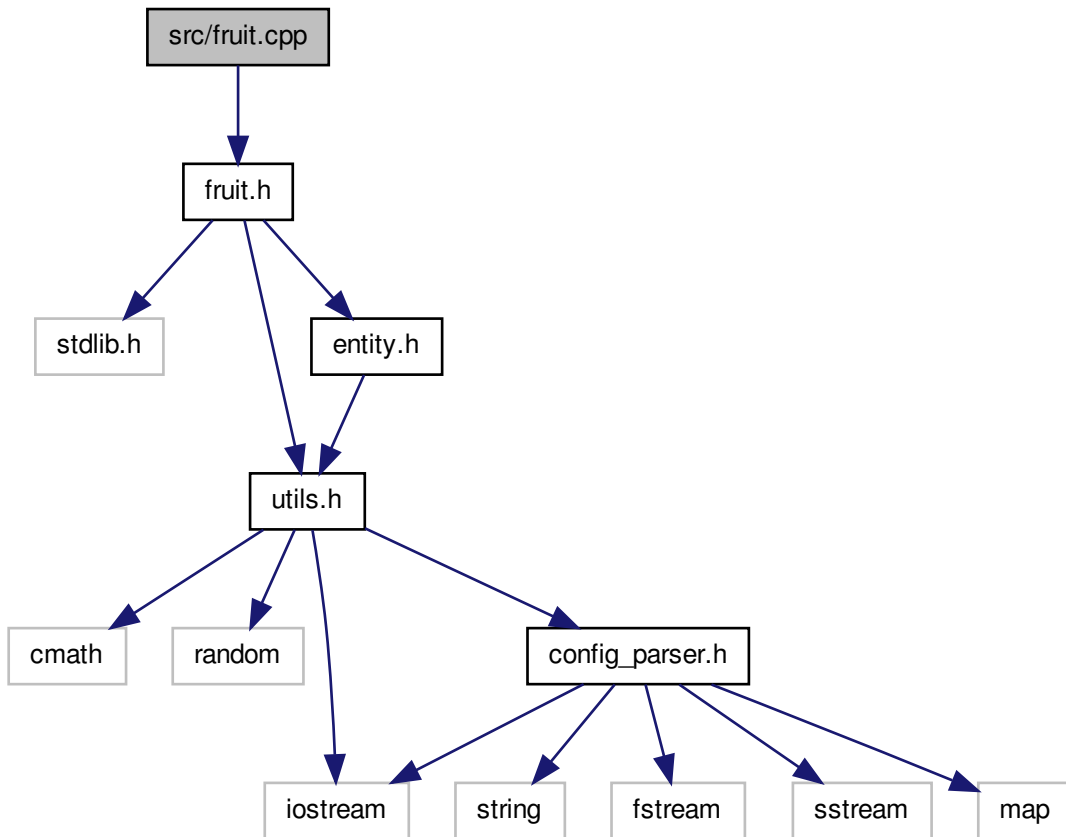 src/fruit.cpp
fruit.h
stdlib.h
entity.h
utils.h
cmath
random
config_parser.h
iostream
string
fstream
sstream
map